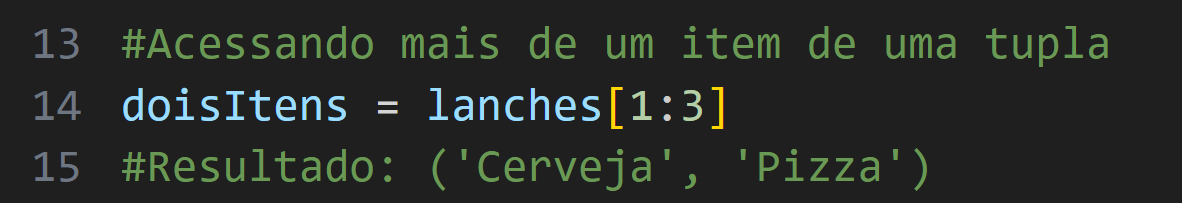 13 #Acessando mais de um item de uma tupla
14 doisItens = lanches[1:3]
15 #Resultado: ('Cerveja', 'Pizza')